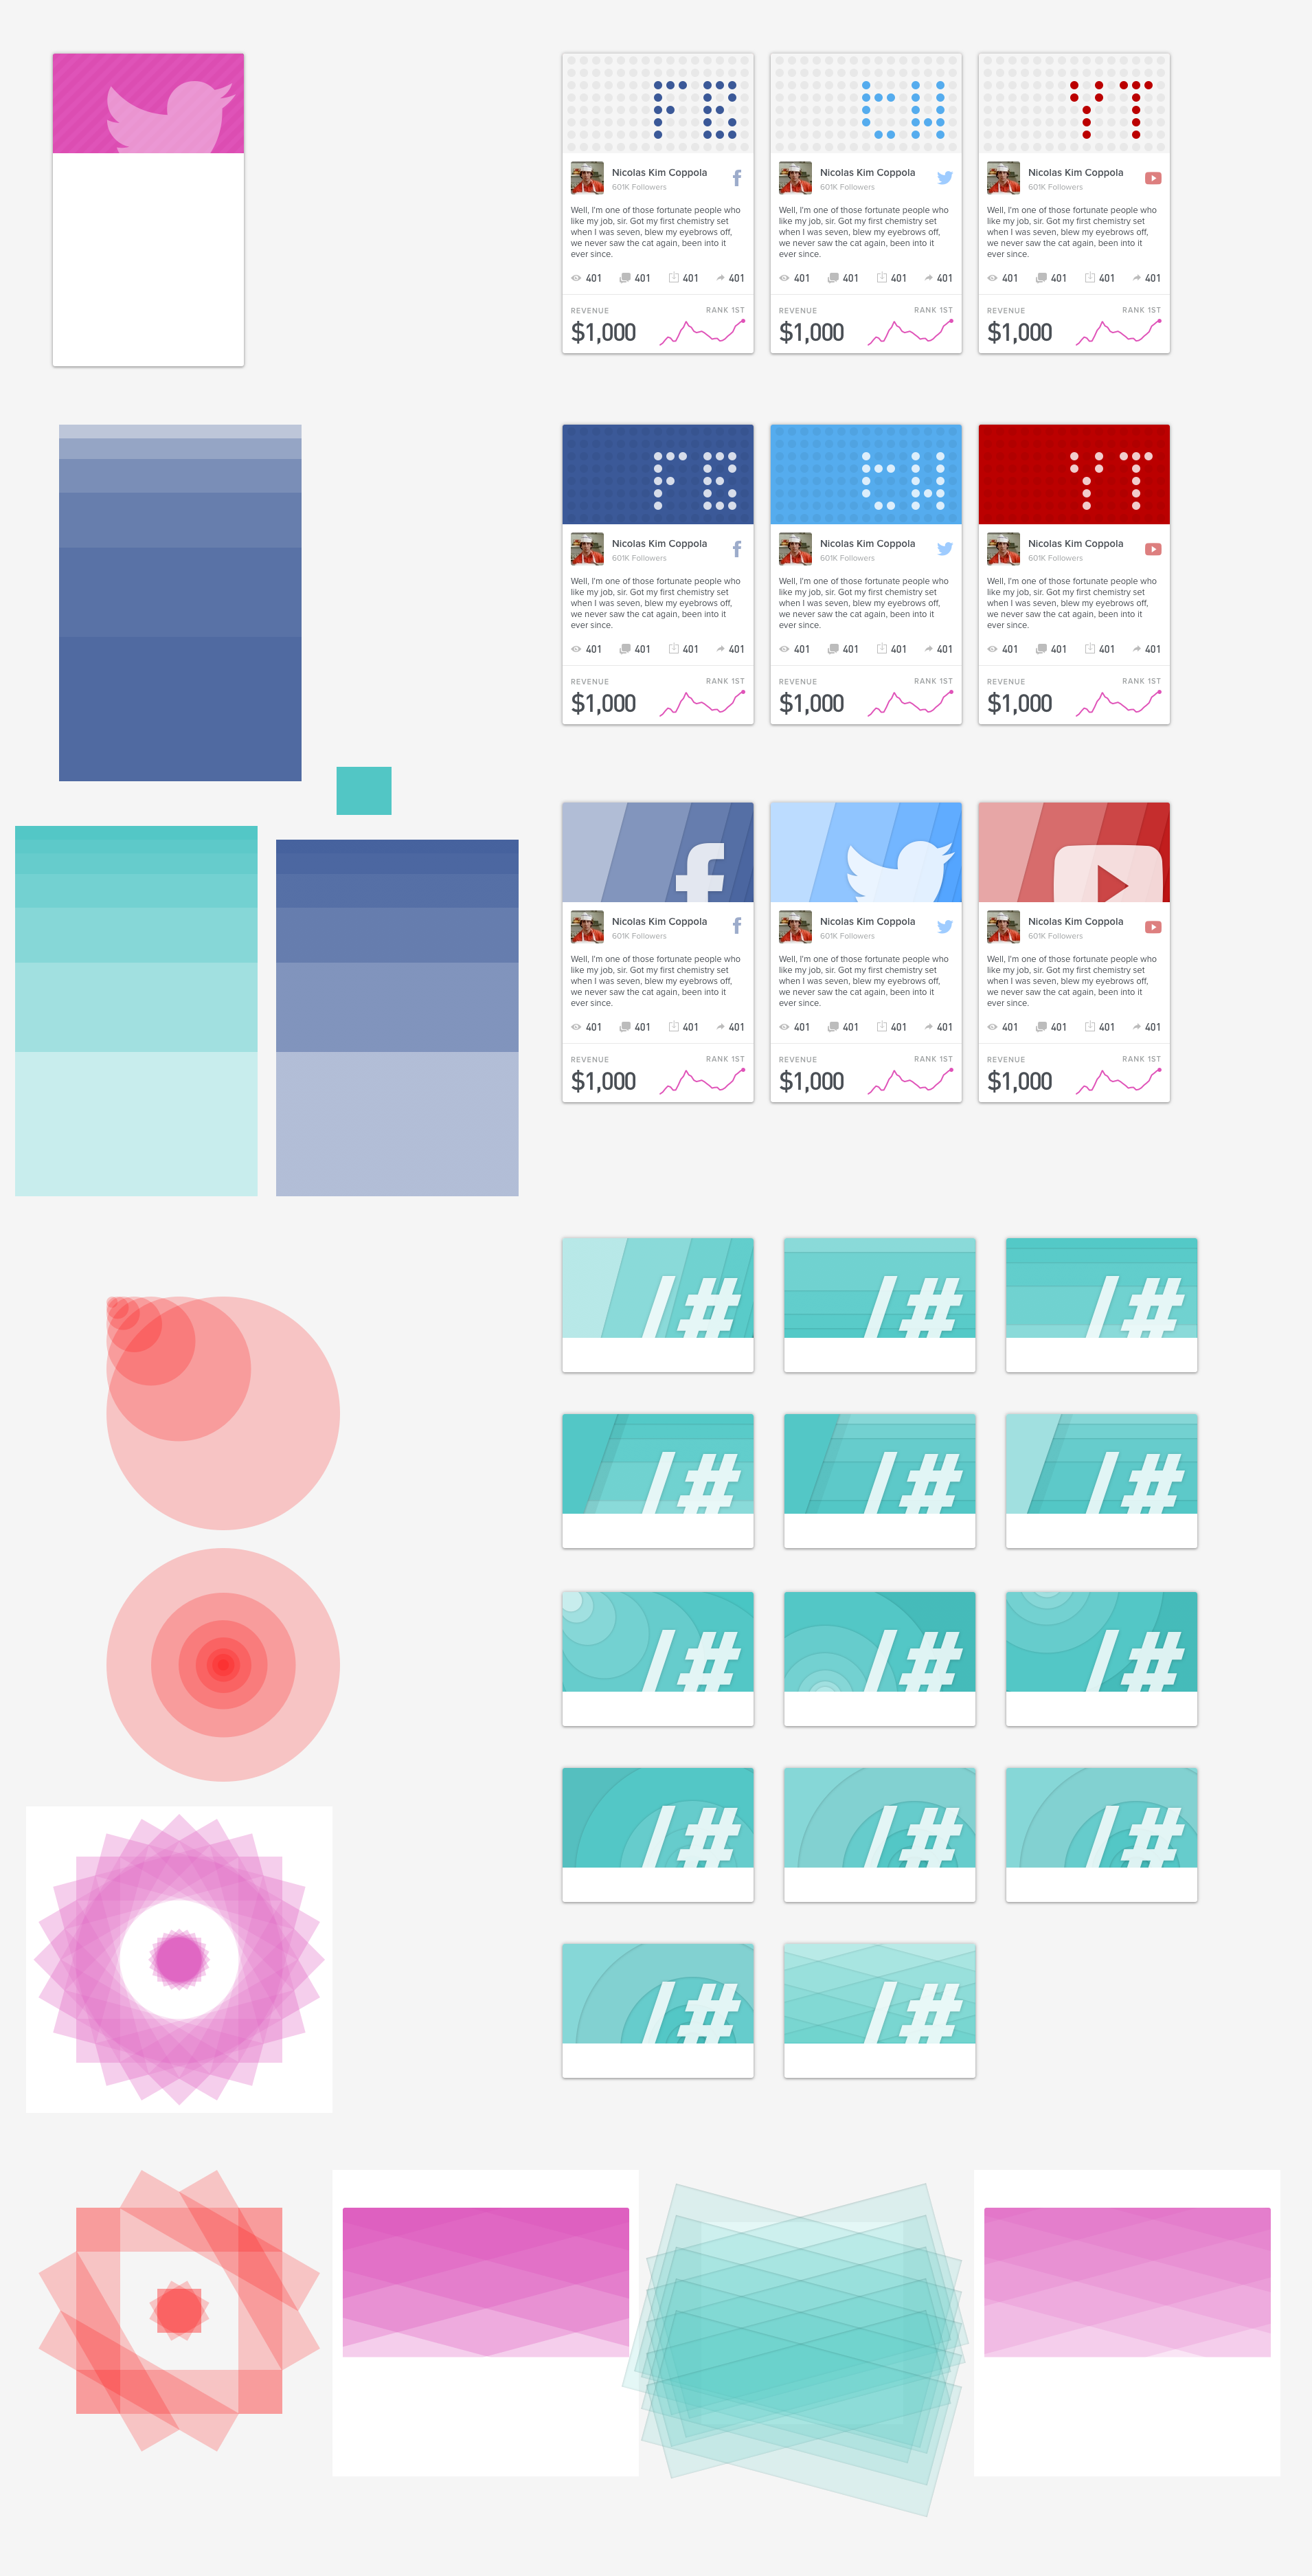 FB
Nicolas Kim Coppola
601K Followers
Well, I'm one of those fortunate people who
like my job, sir. Got my first chemistry set
when I was seven, blew my eyebrows off,
we never saw the cat again, been into it
ever since.
401 401 401 401
REVENUE RANK 1ST
$1,000
tW
Nicolas Kim Coppola
601K Followers
Well, I'm one of those fortunate people who
like my job, sir. Got my first chemistry set
when I was seven, blew my eyebrows off,
we never saw the cat again, been into it
ever since.
401 401 401 401
REVENUE RANK 1ST
$1,000
YT
Nicolas Kim Coppola
601K Followers
Well, I'm one of those fortunate people who
like my job, sir. Got my first chemistry set
when I was seven, blew my eyebrows off,
we never saw the cat again, been into it
ever since.
401 401 401 401
REVENUE RANK 1ST
$1,000
FB
Nicolas Kim Coppola
601K Followers
Well, I'm one of those fortunate people who
like my job, sir. Got my first chemistry set
when I was seven, blew my eyebrows off,
we never saw the cat again, been into it
ever since.
401 401 401 401
REVENUE RANK 1ST
$1,000
tW
Nicolas Kim Coppola
601K Followers
Well, I'm one of those fortunate people who
like my job, sir. Got my first chemistry set
when I was seven, blew my eyebrows off,
we never saw the cat again, been into it
ever since.
401 401 401 401
REVENUE RANK 1ST
$1,000
YT
Nicolas Kim Coppola
601K Followers
Well, I'm one of those fortunate people who
like my job, sir. Got my first chemistry set
when I was seven, blew my eyebrows off,
we never saw the cat again, been into it
ever since.
401 401 401 401
REVENUE RANK 1ST
$1,000
f
Nicolas Kim Coppola
601K Followers
Well, I'm one of those fortunate people who
like my job, sir. Got my first chemistry set
when I was seven, blew my eyebrows off,
we never saw the cat again, been into it
ever since.
401 401 401 401
REVENUE RANK 1ST
$1,000
Nicolas Kim Coppola
601K Followers
Well, I'm one of those fortunate people who
like my job, sir. Got my first chemistry set
when I was seven, blew my eyebrows off,
we never saw the cat again, been into it
ever since.
401 401 401 401
REVENUE RANK 1ST
$1,000
Nicolas Kim Coppola
601K Followers
Well, I'm one of those fortunate people who
like my job, sir. Got my first chemistry set
when I was seven, blew my eyebrows off,
we never saw the cat again, been into it
ever since.
401 401 401 401
REVENUE RANK 1ST
$1,000
/#
/#
/#
/#
/#
/#
/#
/#
/#
/#
/#
/#
/#
/#